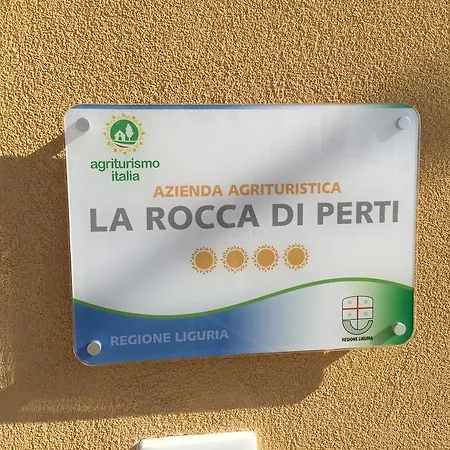 agriturismo
italia
AZIENDA AGRITURISTICA
LA ROCCA DI PERTI
REGIONE LIGURIA
REGIONE LIGURIA